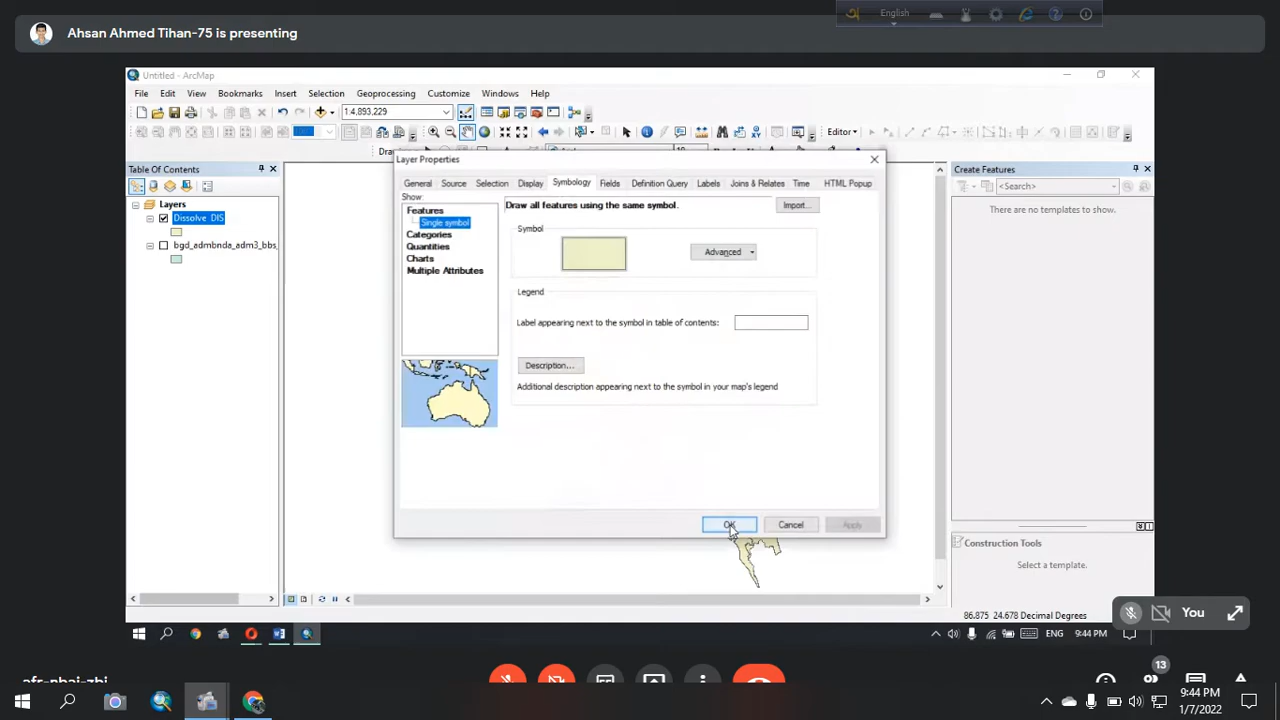 English
Ahsan Ahmed Tihan-75 is presenting
Untitled - ArcMap
File Edit View Bookmarks Insert Selection Geoprocessing Customize Windows Help
1:4,893,229
Editor
Table Of Contents
Layers
Dissolve_DIS
bgd_admbnda_adm3_bbs_
Layer Properties
General Source Selection Display Symbology Fields Definition Query Labels Joins & Relates Time HTML Popup
Show:
Features
Single symbol
Categories
Quantities
Charts
Multiple Attributes
Draw all features using the same symbol.
Import...
Symbol
Advanced
Legend
Label appearing next to the symbol in table of contents:
Description...
Additional description appearing next to the symbol in your map's legend
OK Cancel Apply
Create Features
<Search>
There are no templates to show.
Construction Tools
Select a template.
86.875 24.678 Decimal Degrees
You
ENG 9:44 PM
13
9:44 PM
1/7/2022